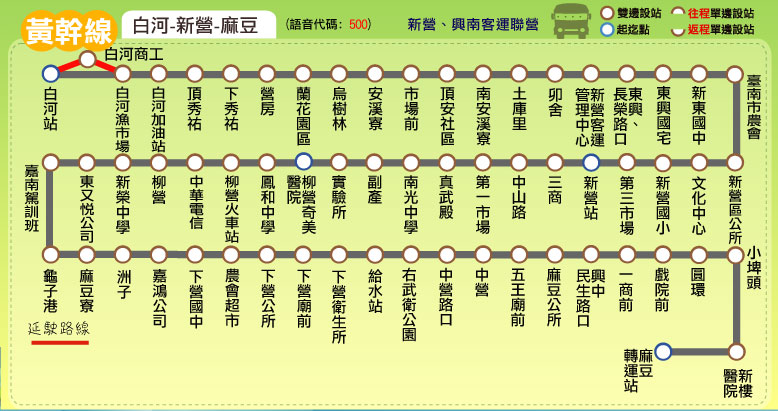 黃幹線
白河-新營-麻豆
(語音代碼: 500)
新營、興南客運聯營
雙邊設站
往程單邊設站
起迄點
返程單邊設站
白河商工
白河站
白河漁市場
白河加油站
頂秀祐
下秀祐
營房
蘭花園區
烏樹林
安溪寮
市場前
頂安社區
南安溪寮
土庫里
卯舍
新營客運管理中心
東興、長榮路口
東興國宅
新東國中
臺南市農會
嘉南駕訓班
東又悅公司
新榮中學
柳營
中華電信
柳營火車站
鳳和中學
柳營奇美醫院
實驗所
副產
南光中學
真武殿
第一市場
中山路
三商
新營站
第三市場
新營國小
文化中心
新營區公所
龜子港
麻豆寮
洲子
嘉鴻公司
下營國中
農會超市
下營公所
下營廟前
下營衛生所
給水站
右武衛公園
中營路口
中營
五王廟前
麻豆公所
興中民生路口
一商前
戲院前
圓環
小埤頭
延駛路線
麻豆轉運站
新樓醫院